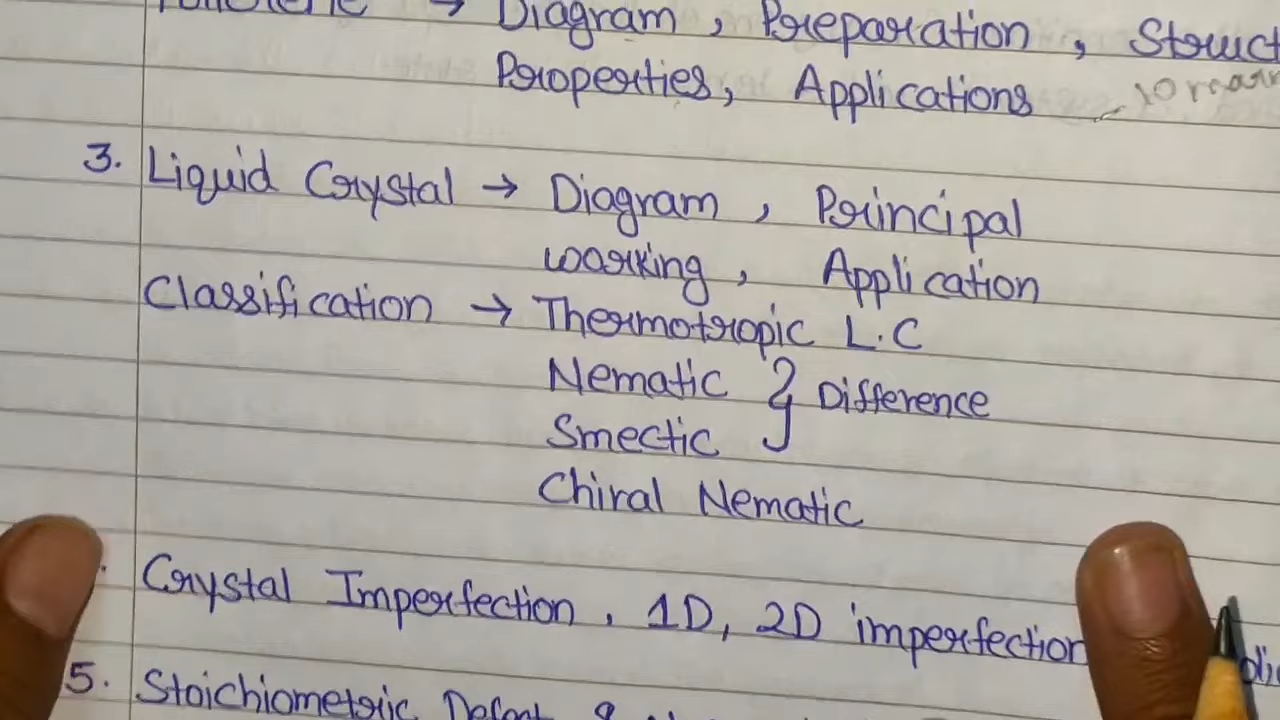 → Diagram, Preparation, Struct
Properties, Applications
3. Liquid Crystal → Diagram, Principal
Working, Application
Classification → Thermotropic L.C
Nematic } Difference
Smectic
Chiral Nematic
Crystal Imperfection, 1D, 2D imperfection
5. Stoichiometric Defect &